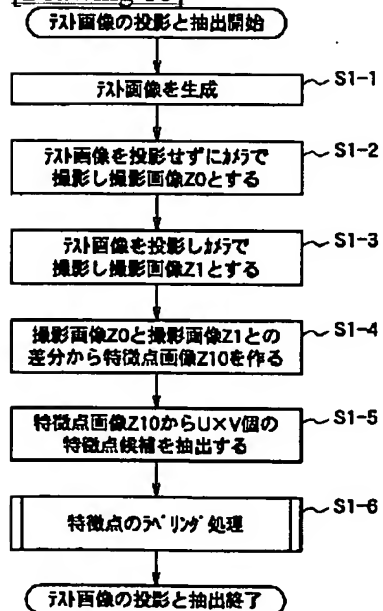 テスト画像の投影と抽出開始
テスト画像を生成
S1-1
テスト画像を投影せずにカメラで
撮影し撮影画像Z0とする
S1-2
テスト画像を投影しカメラで
撮影し撮影画像Z1とする
S1-3
撮影画像Z0と撮影画像Z1との
差分から特徴点画像Z10を作る
S1-4
特徴点画像Z10からU×V個の
特徴点候補を抽出する
S1-5
特徴点のラベリング処理
S1-6
テスト画像の投影と抽出終了